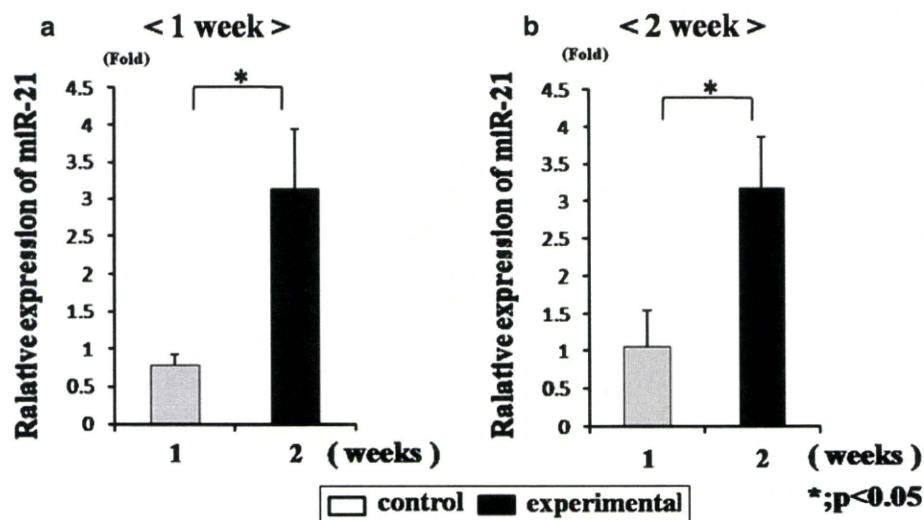 a < 1 week >
(Fold)
Ralative expression of miR-21
4.5
4
3.5
3
2.5
2
1.5
1
0.5
0
*
1 2 (weeks)
b < 2 week >
(Fold)
Ralative expression of miR-21
4.5
4
3.5
3
2.5
2
1.5
1
0.5
0
*
1 2 (weeks)
control experimental
*;p<0.05